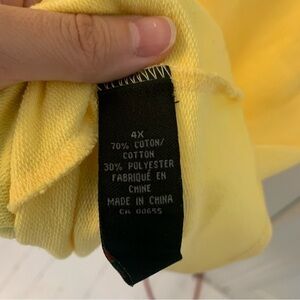 4X
70% COTON/
COTTON
30% POLYESTER
FABRIQUÉ EN
CHINE
MADE IN CHINA
CA 00655